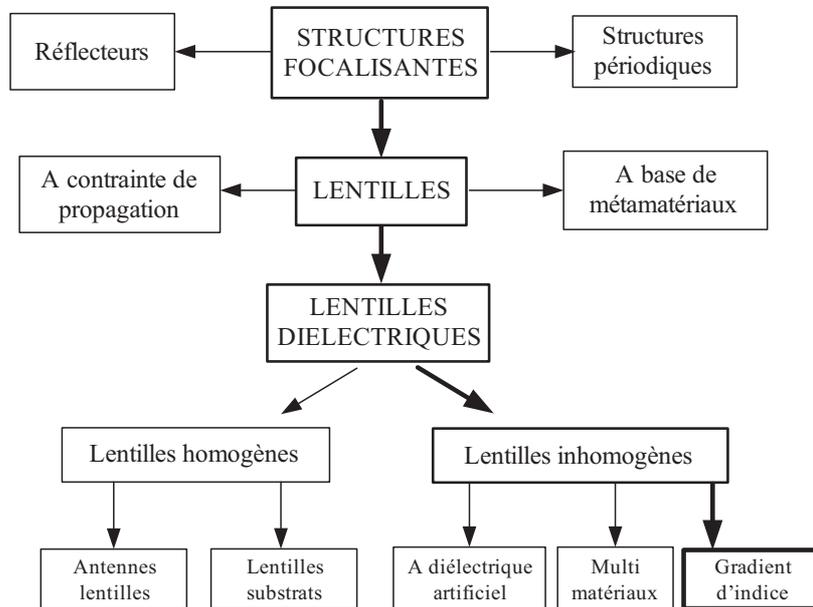 Réflecteurs
STRUCTURES
FOCALISANTES
Structures
périodiques
A contrainte de
propagation
LENTILLES
A base de
métamatériaux
LENTILLES
DIELECTRIQUES
Lentilles homogènes
Lentilles inhomogènes
Antennes
lentilles
Lentilles
substrats
A diélectrique
artificiel
Multi
matériaux
Gradient
d’indice